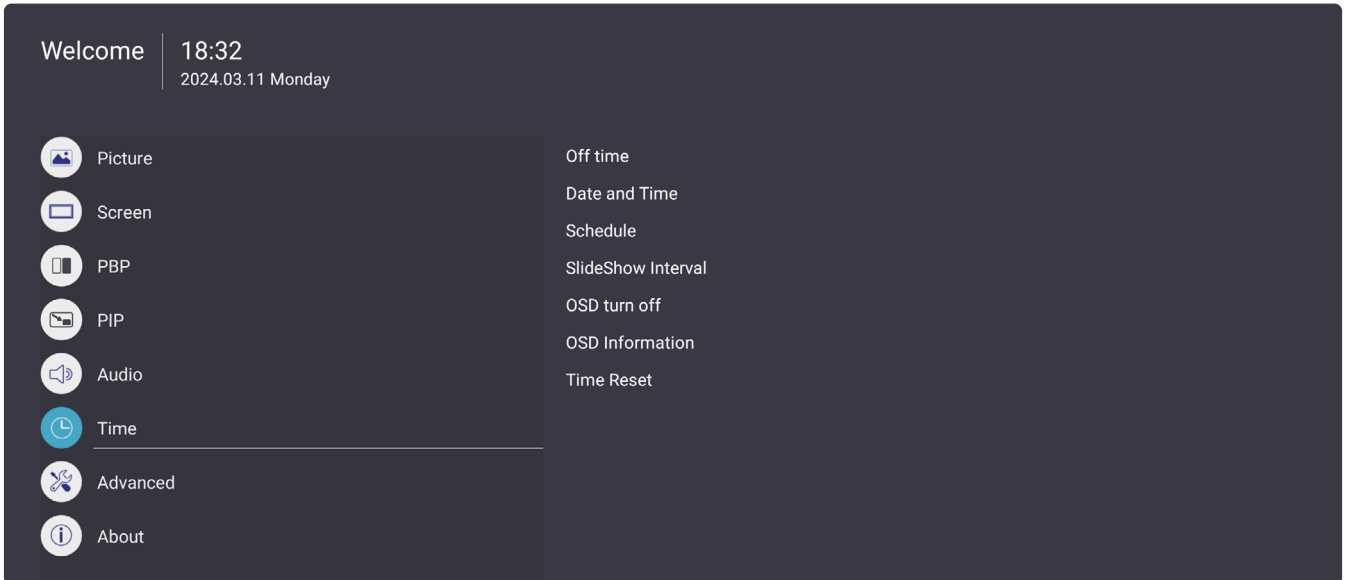 Welcome
18:32
2024.03.11 Monday
Picture
Screen
PBP
PIP
Audio
Time
Advanced
About
Off time
Date and Time
Schedule
SlideShow Interval
OSD turn off
OSD Information
Time Reset